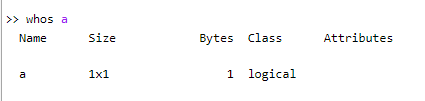 >> whos a
Name Size Bytes Class Attributes
a 1x1 1 logical